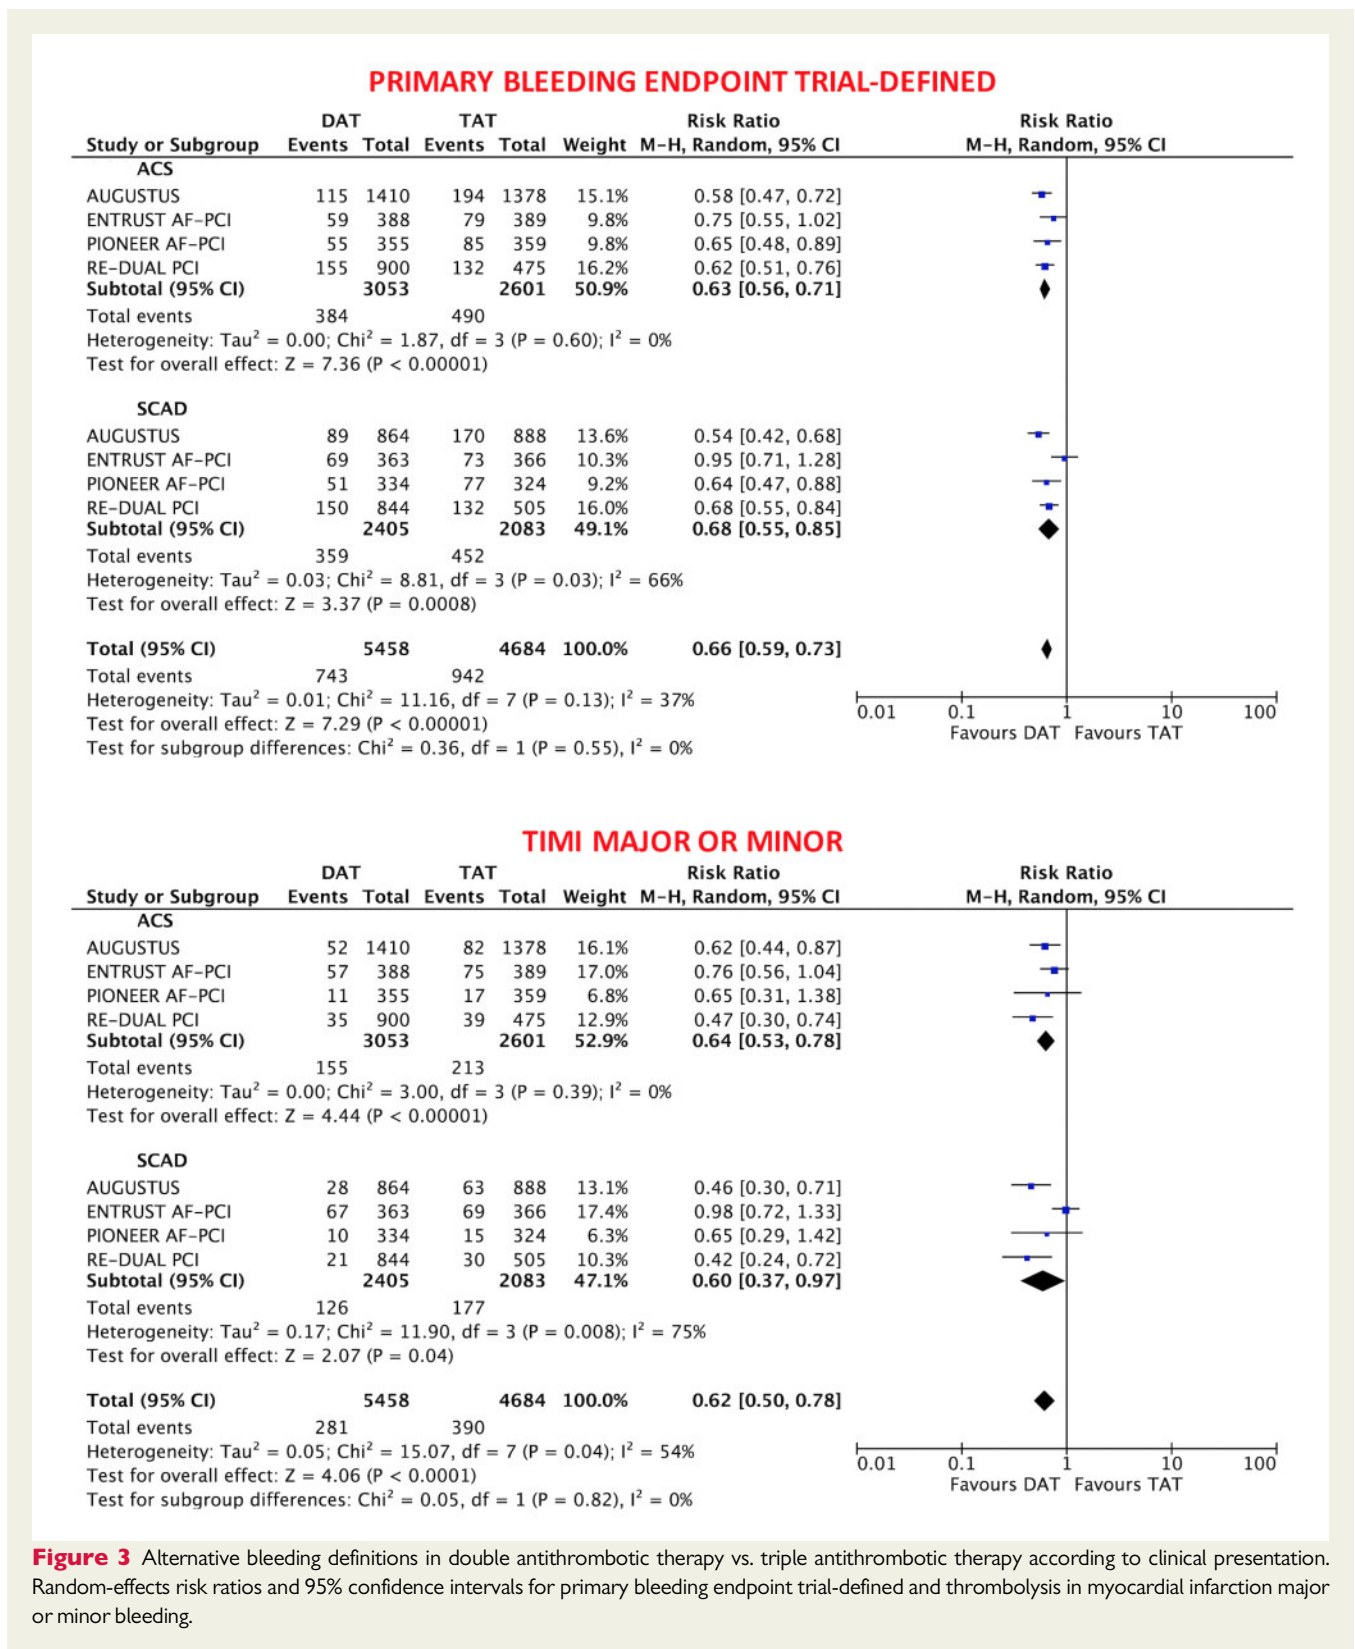 PRIMARY BLEEDING ENDPOINT TRIAL-DEFINED
DAT TAT Risk Ratio Risk Ratio
Study or Subgroup Events Total Events Total Weight M-H, Random, 95% CI M-H, Random, 95% CI
ACS
AUGUSTUS 115 1410 194 1378 15.1% 0.58 [0.47, 0.72]
ENTRUST AF-PCI 59 388 79 389 9.8% 0.75 [0.55, 1.02]
PIONEER AF-PCI 55 355 85 359 9.8% 0.65 [0.48, 0.89]
RE-DUAL PCI 155 900 132 475 16.2% 0.62 [0.51, 0.76]
Subtotal (95% CI) 3053 2601 50.9% 0.63 [0.56, 0.71]
Total events 384 490
Heterogeneity: Tau² = 0.00; Chi² = 1.87, df = 3 (P = 0.60); I² = 0%
Test for overall effect: Z = 7.36 (P < 0.00001)
SCAD
AUGUSTUS 89 864 170 888 13.6% 0.54 [0.42, 0.68]
ENTRUST AF-PCI 69 363 73 366 10.3% 0.95 [0.71, 1.28]
PIONEER AF-PCI 51 334 77 324 9.2% 0.64 [0.47, 0.88]
RE-DUAL PCI 150 844 132 505 16.0% 0.68 [0.55, 0.84]
Subtotal (95% CI) 2405 2083 49.1% 0.68 [0.55, 0.85]
Total events 359 452
Heterogeneity: Tau² = 0.03; Chi² = 8.81, df = 3 (P = 0.03); I² = 66%
Test for overall effect: Z = 3.37 (P = 0.0008)
Total (95% CI) 5458 4684 100.0% 0.66 [0.59, 0.73]
Total events 743 942
Heterogeneity: Tau² = 0.01; Chi² = 11.16, df = 7 (P = 0.13); I² = 37%
Test for overall effect: Z = 7.29 (P < 0.00001)
Test for subgroup differences: Chi² = 0.36, df = 1 (P = 0.55), I² = 0%
0.01 0.1 1 10 100
Favours DAT Favours TAT
TIMI MAJOR OR MINOR
DAT TAT Risk Ratio Risk Ratio
Study or Subgroup Events Total Events Total Weight M-H, Random, 95% CI M-H, Random, 95% CI
ACS
AUGUSTUS 52 1410 82 1378 16.1% 0.62 [0.44, 0.87]
ENTRUST AF-PCI 57 388 75 389 17.0% 0.76 [0.56, 1.04]
PIONEER AF-PCI 11 355 17 359 6.8% 0.65 [0.31, 1.38]
RE-DUAL PCI 35 900 39 475 12.9% 0.47 [0.30, 0.74]
Subtotal (95% CI) 3053 2601 52.9% 0.64 [0.53, 0.78]
Total events 155 213
Heterogeneity: Tau² = 0.00; Chi² = 3.00, df = 3 (P = 0.39); I² = 0%
Test for overall effect: Z = 4.44 (P < 0.00001)
SCAD
AUGUSTUS 28 864 63 888 13.1% 0.46 [0.30, 0.71]
ENTRUST AF-PCI 67 363 69 366 17.4% 0.98 [0.72, 1.33]
PIONEER AF-PCI 10 334 15 324 6.3% 0.65 [0.29, 1.42]
RE-DUAL PCI 21 844 30 505 10.3% 0.42 [0.24, 0.72]
Subtotal (95% CI) 2405 2083 47.1% 0.60 [0.37, 0.97]
Total events 126 177
Heterogeneity: Tau² = 0.17; Chi² = 11.90, df = 3 (P = 0.008); I² = 75%
Test for overall effect: Z = 2.07 (P = 0.04)
Total (95% CI) 5458 4684 100.0% 0.62 [0.50, 0.78]
Total events 281 390
Heterogeneity: Tau² = 0.05; Chi² = 15.07, df = 7 (P = 0.04); I² = 54%
Test for overall effect: Z = 4.06 (P < 0.0001)
Test for subgroup differences: Chi² = 0.05, df = 1 (P = 0.82), I² = 0%
0.01 0.1 1 10 100
Favours DAT Favours TAT
Figure 3 Alternative bleeding definitions in double antithrombotic therapy vs. triple antithrombotic therapy according to clinical presentation.
Random-effects risk ratios and 95% confidence intervals for primary bleeding endpoint trial-defined and thrombolysis in myocardial infarction major
or minor bleeding.